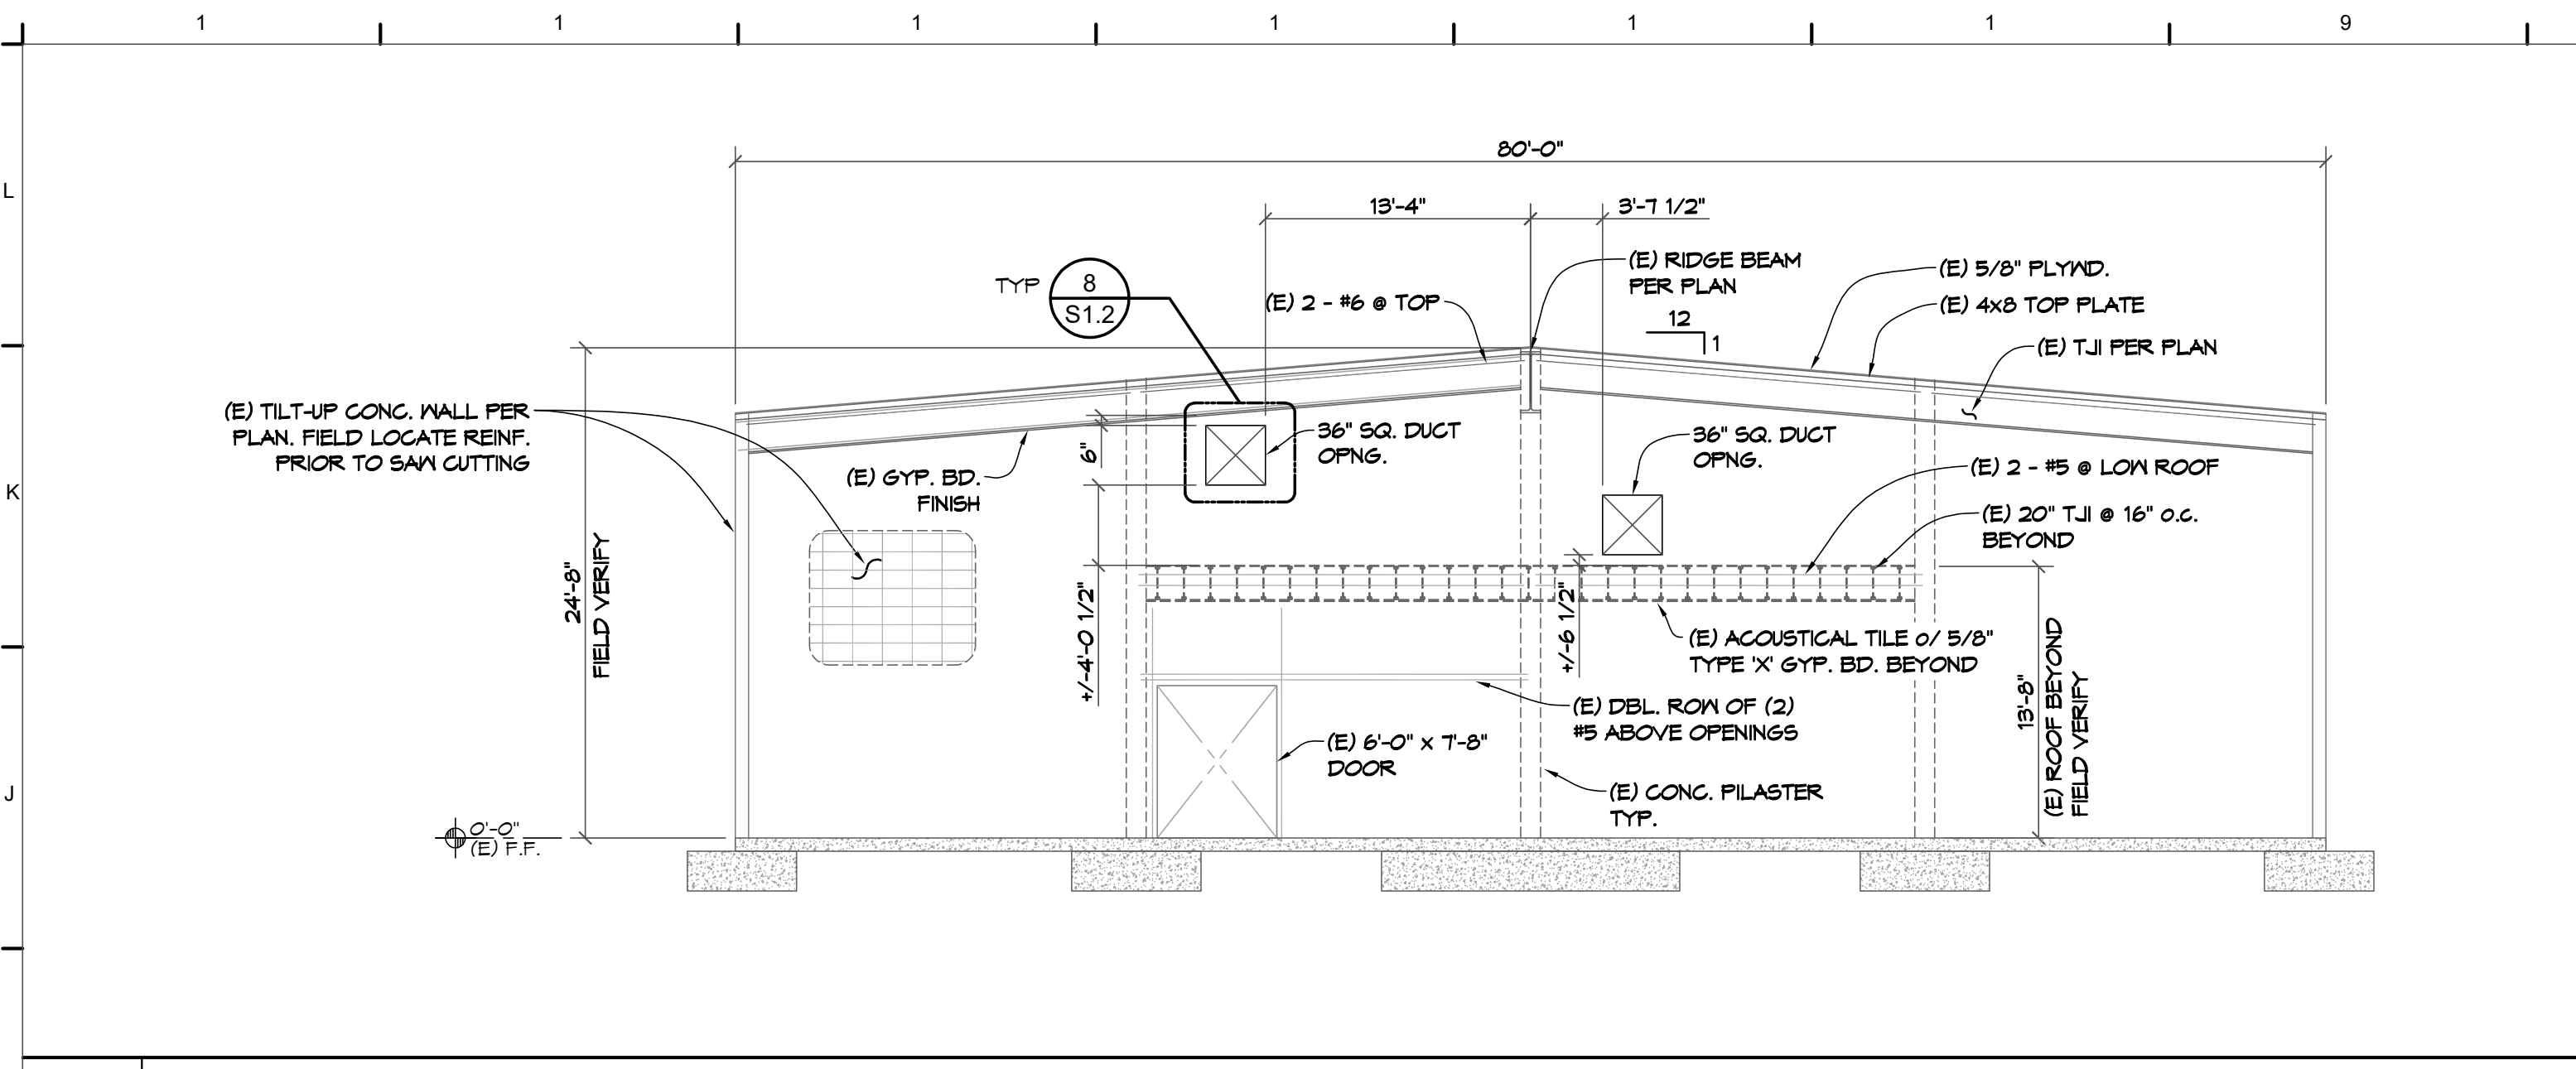 1 1 1 1 1 1 9
L
K
J
80'-0"
13'-4"
3'-7 1/2"
TYP
8
S1.2
(E) 2 - #6 @ TOP
(E) RIDGE BEAM
PER PLAN
12
1
(E) 5/8" PLYWD.
(E) 4x8 TOP PLATE
(E) TJI PER PLAN
(E) TILT-UP CONC. WALL PER
PLAN. FIELD LOCATE REINF.
PRIOR TO SAW CUTTING
(E) GYP. BD.
FINISH
6"
36" SQ. DUCT
OPNG.
36" SQ. DUCT
OPNG.
(E) 2 - #5 @ LOW ROOF
(E) 20" TJI @ 16" o.c.
BEYOND
24'-8"
FIELD VERIFY
+/-4'-0 1/2"
+/-6 1/2"
(E) ACOUSTICAL TILE o/ 5/8"
TYPE 'X' GYP. BD. BEYOND
(E) DBL. ROW OF (2)
#5 ABOVE OPENINGS
(E) 6'-0" x 7'-8"
DOOR
(E) CONC. PILASTER
TYP.
13'-8"
(E) ROOF BEYOND
FIELD VERIFY
0'-0"
(E) F.F.